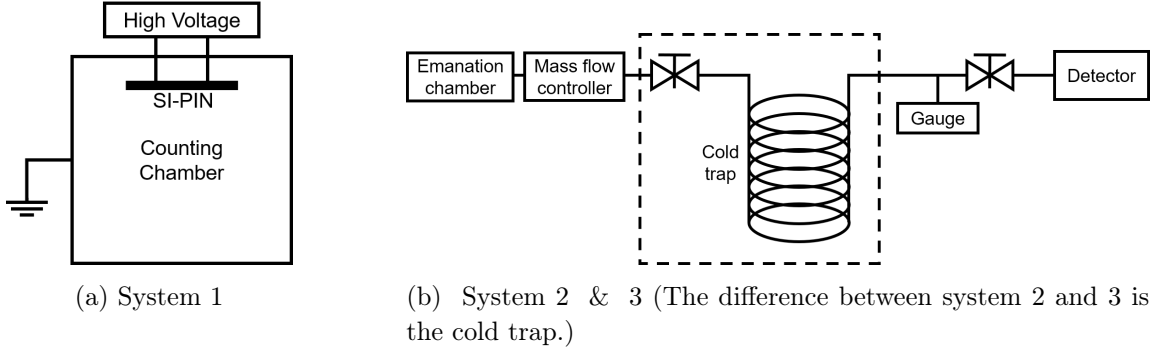 High Voltage
SI-PIN
Counting
Chamber
(a) System 1
Emanation
chamber
Mass flow
controller
Cold
trap
Gauge
Detector
(b) System 2 & 3 (The difference between system 2 and 3 is
the cold trap.)